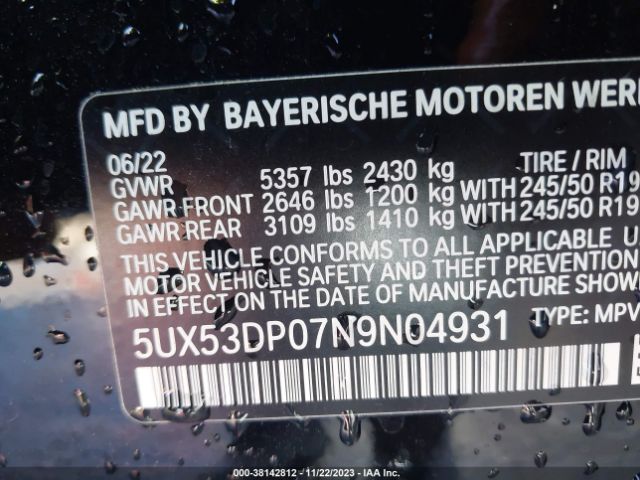 MFD BY BAYERISCHE MOTOREN WER
06/22
GVWR 5357 lbs 2430 kg TIRE / RIM
GAWR FRONT 2646 lbs 1200 kg WITH 245/50 R19
GAWR REAR 3109 lbs 1410 kg WITH 245/50 R19
THIS VEHICLE CONFORMS TO ALL APPLICABLE U
MOTOR VEHICLE SAFETY AND THEFT PREVENTION
IN EFFECT ON THE DATE OF MANUFACTURE SHOW
5UX53DP07N9N04931 TYPE: MPV
000-38142812 - 11/22/2023 - IAA Inc.